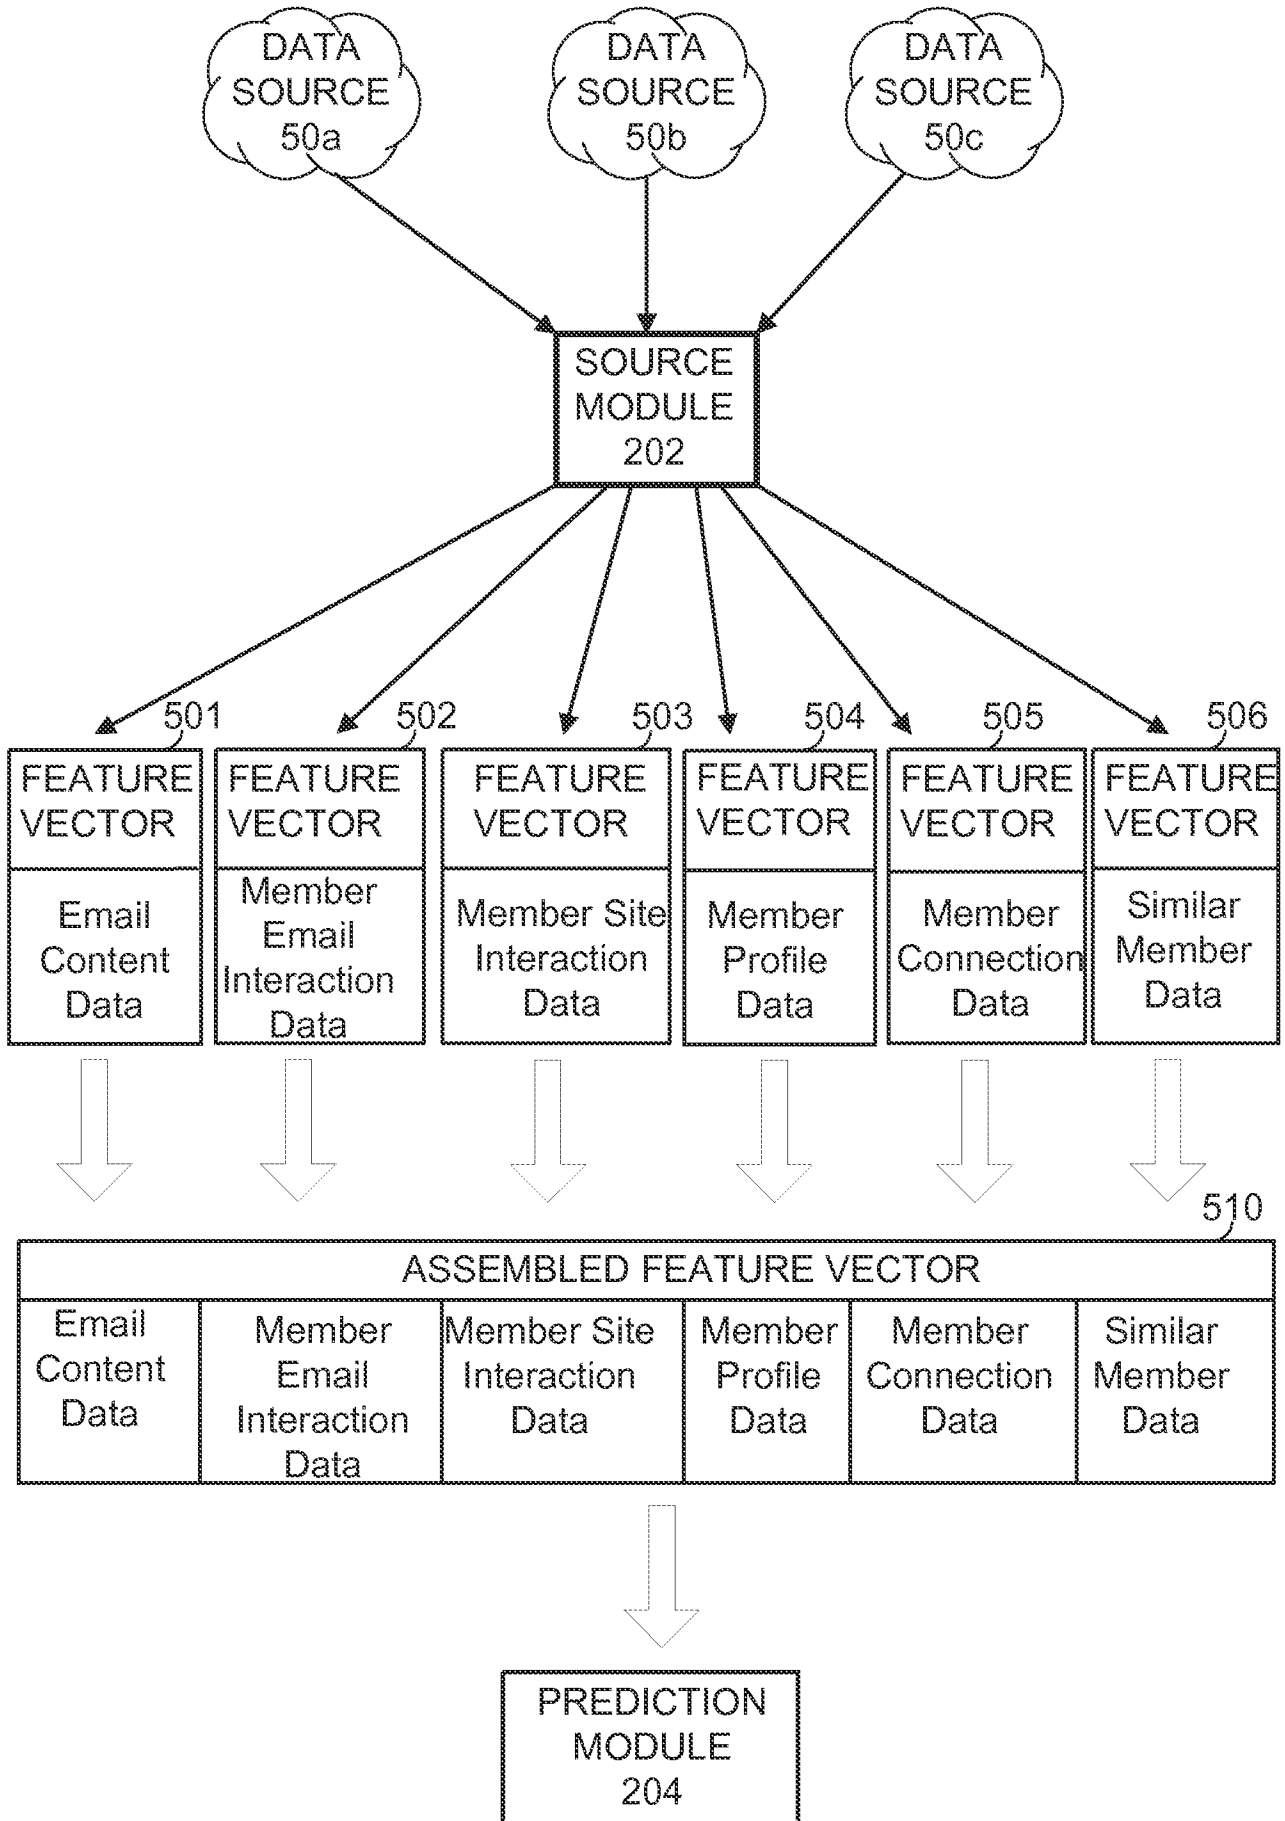 DATA
SOURCE
50a
DATA
SOURCE
50b
DATA
SOURCE
50c
SOURCE
MODULE
202
501
502
503
504
505
506
FEATURE
VECTOR
Email
Content
Data
FEATURE
VECTOR
Member
Email
Interaction
Data
FEATURE
VECTOR
Member Site
Interaction
Data
FEATURE
VECTOR
Member
Profile
Data
FEATURE
VECTOR
Member
Connection
Data
FEATURE
VECTOR
Similar
Member
Data
510
ASSEMBLED FEATURE VECTOR
Email
Content
Data
Member
Email
Interaction
Data
Member Site
Interaction
Data
Member
Profile
Data
Member
Connection
Data
Similar
Member
Data
PREDICTION
MODULE
204